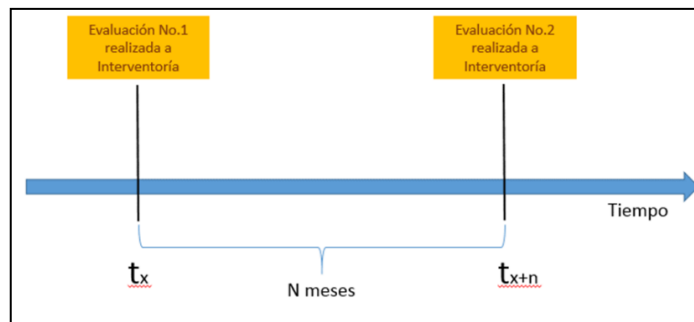 Evaluación No.1
realizada a
Interventoría
Evaluación No.2
realizada a
Interventoría
Tiempo
tx
N meses
tx+n